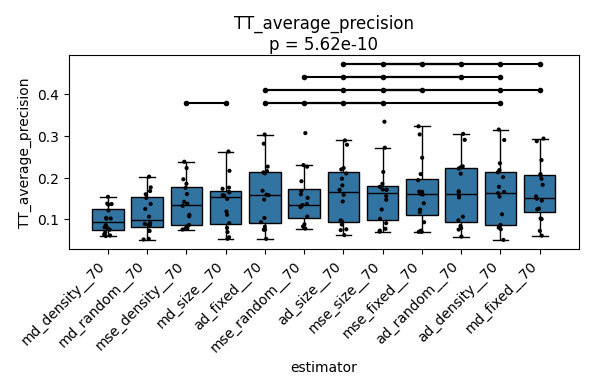 TT_average_precision
p = 5.62e-10
TT_average_precision
0.4
0.3
0.2
0.1
md_density__70
md_random__70
mse_density__70
md_size__70
ad_fixed__70
mse_random__70
ad_size__70
mse_size__70
mse_fixed__70
ad_random__70
ad_density__70
md_fixed__70
estimator